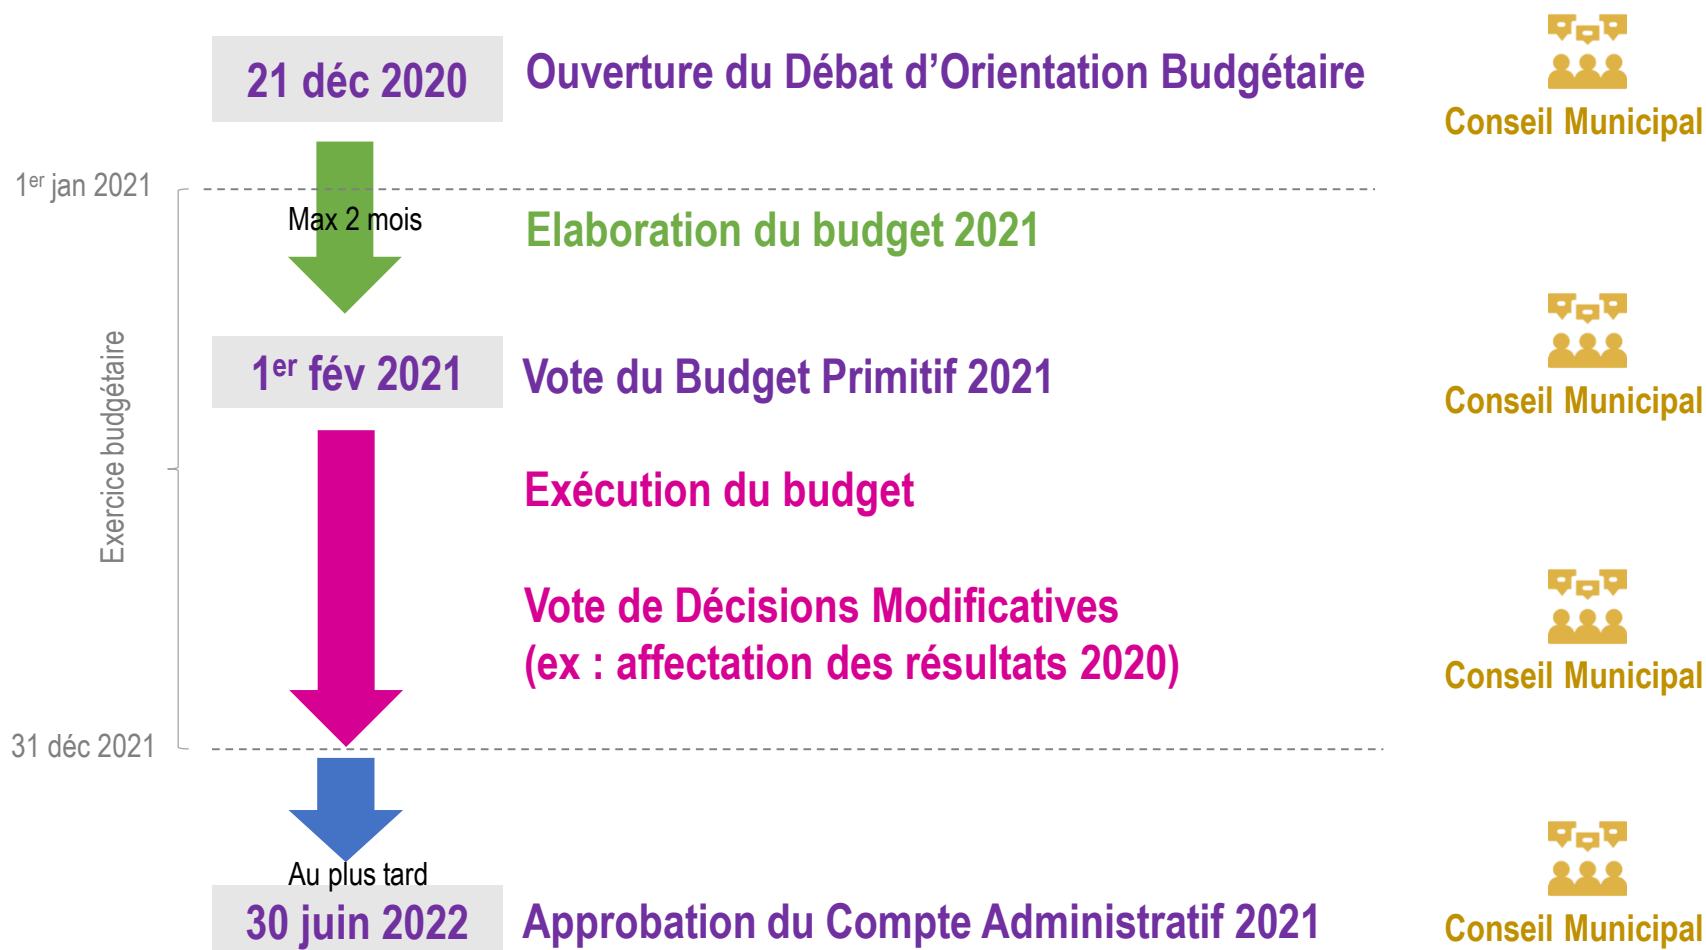 21 déc 2020
Ouverture du Débat d’Orientation Budgétaire
Conseil Municipal
1er jan 2021
Max 2 mois
Elaboration du budget 2021
Exercice budgétaire
1er fév 2021
Vote du Budget Primitif 2021
Conseil Municipal
Exécution du budget
Vote de Décisions Modificatives
(ex : affectation des résultats 2020)
Conseil Municipal
31 déc 2021
Au plus tard
30 juin 2022
Approbation du Compte Administratif 2021
Conseil Municipal